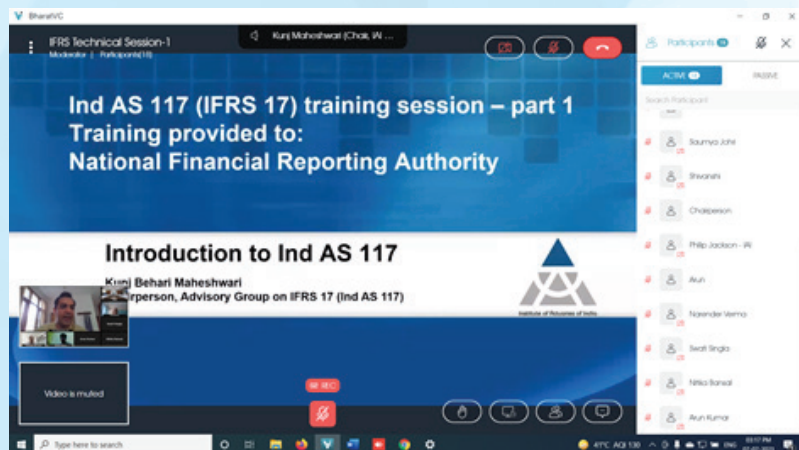 BharatVC
IFRS Technical Session-1
Moderator | Participants(18)
Kunj Maheshwari (Chair, IAI ...
Participants
ACTIVE
PASSIVE
Search Participant
Ind AS 117 (IFRS 17) training session – part 1
Training provided to:
National Financial Reporting Authority
Introduction to Ind AS 117
Kunj Behari Maheshwari
Chairperson, Advisory Group on IFRS 17 (Ind AS 117)
Institute of Actuaries of India
Video is muted
REC
Saumya Johri
Shivanshi
Chairperson
Philip Jackson - IAI
Arun
Narender Verma
Swati Singla
Nitika Bansal
Arun Kumar
Type here to search
41°C AQI 130
ENG
03:17 PM